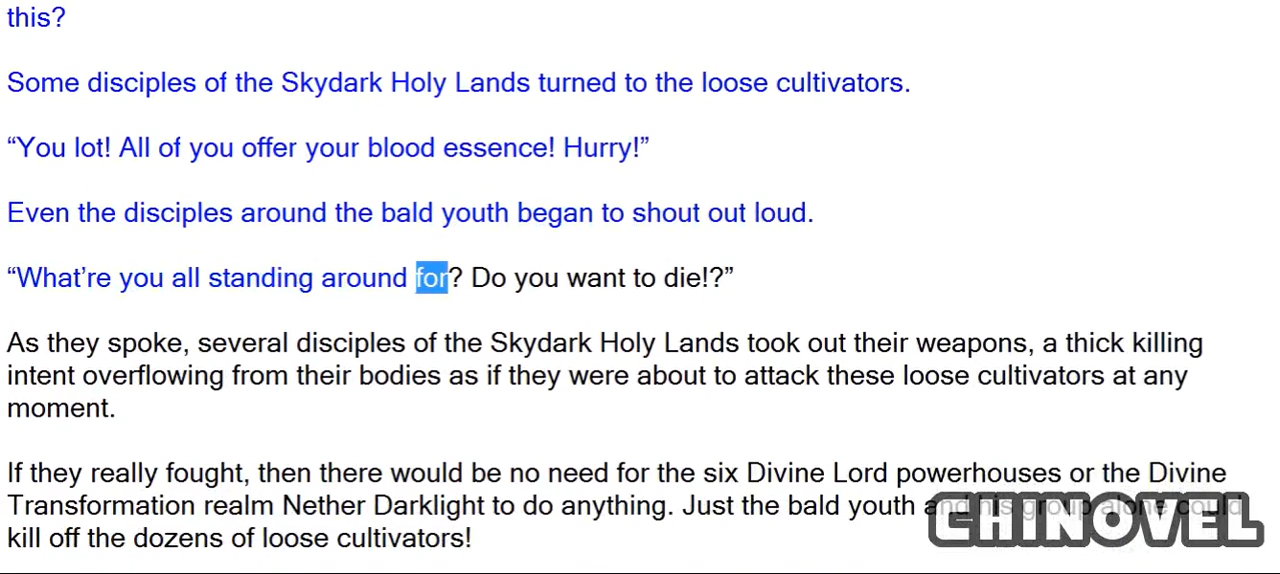 this?
Some disciples of the Skydark Holy Lands turned to the loose cultivators.
“You lot! All of you offer your blood essence! Hurry!”
Even the disciples around the bald youth began to shout out loud.
“What’re you all standing around for? Do you want to die!?”
As they spoke, several disciples of the Skydark Holy Lands took out their weapons, a thick killing
intent overflowing from their bodies as if they were about to attack these loose cultivators at any
moment.
If they really fought, then there would be no need for the six Divine Lord powerhouses or the Divine
Transformation realm Nether Darklight to do anything. Just the bald youth and his group alone could
kill off the dozens of loose cultivators!
CHINOVEL